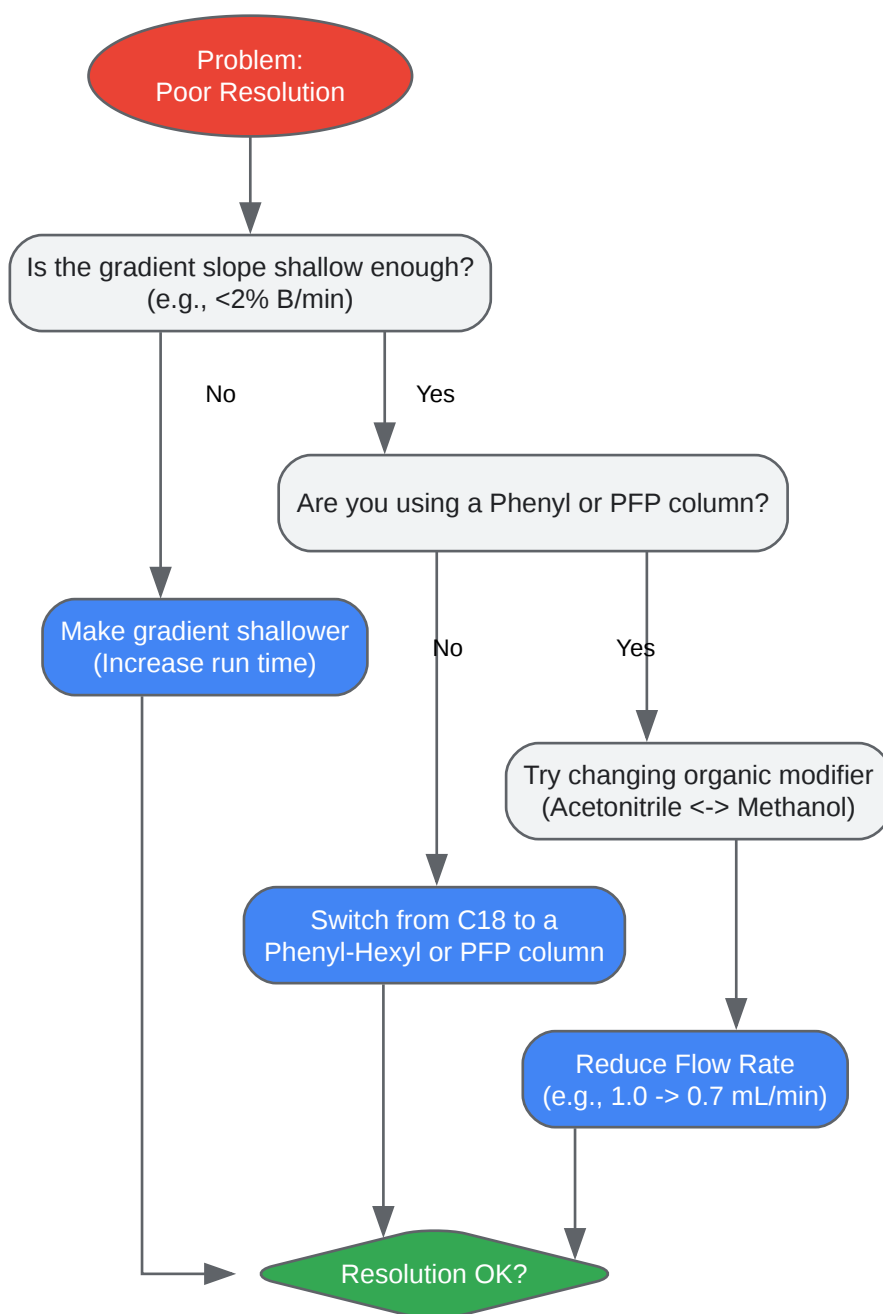 Problem:
Poor Resolution
Is the gradient slope shallow enough?
(e.g., <2% B/min)
No
Yes
Are you using a Phenyl or PFP column?
Make gradient shallower
(Increase run time)
No
Yes
Try changing organic modifier
(Acetonitrile <-> Methanol)
Switch from C18 to a
Phenyl-Hexyl or PFP column
Reduce Flow Rate
(e.g., 1.0 -> 0.7 mL/min)
Resolution OK?